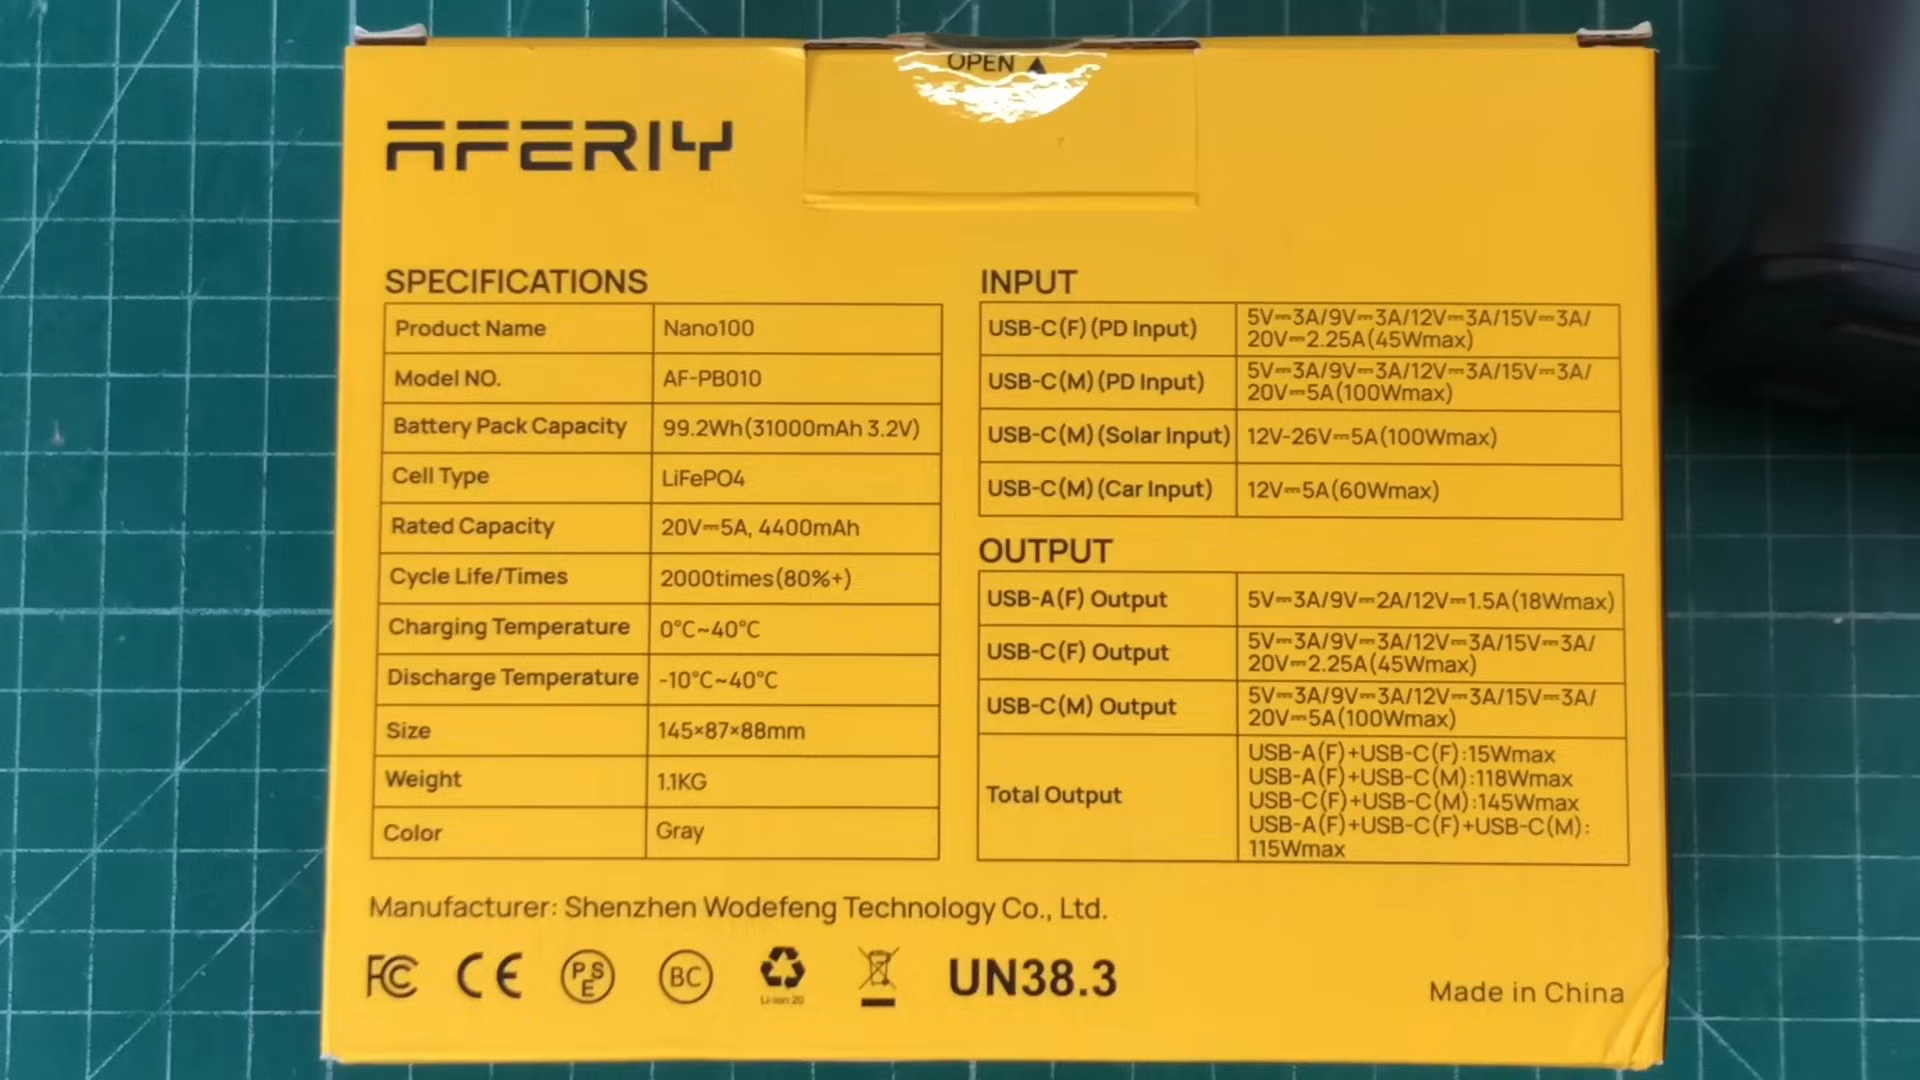 OPEN ▲
AFERIY
SPECIFICATIONS
Product Name Nano100
Model NO. AF-PB010
Battery Pack Capacity 99.2Wh(31000mAh 3.2V)
Cell Type LiFePO4
Rated Capacity 20V⎓5A, 4400mAh
Cycle Life/Times 2000times(80%+)
Charging Temperature 0°C~40°C
Discharge Temperature -10°C~40°C
Size 145×87×88mm
Weight 1.1KG
Color Gray
INPUT
USB-C(F)(PD Input) 5V⎓3A/9V⎓3A/12V⎓3A/15V⎓3A/
20V⎓2.25A(45Wmax)
USB-C(M)(PD Input) 5V⎓3A/9V⎓3A/12V⎓3A/15V⎓3A/
20V⎓5A(100Wmax)
USB-C(M)(Solar Input) 12V-26V⎓5A(100Wmax)
USB-C(M)(Car Input) 12V⎓5A(60Wmax)
OUTPUT
USB-A(F) Output 5V⎓3A/9V⎓2A/12V⎓1.5A(18Wmax)
USB-C(F) Output 5V⎓3A/9V⎓3A/12V⎓3A/15V⎓3A/
20V⎓2.25A(45Wmax)
USB-C(M) Output 5V⎓3A/9V⎓3A/12V⎓3A/15V⎓3A/
20V⎓5A(100Wmax)
Total Output
USB-A(F)+USB-C(F):15Wmax
USB-A(F)+USB-C(M):118Wmax
USB-C(F)+USB-C(M):145Wmax
USB-A(F)+USB-C(F)+USB-C(M):
115Wmax
Manufacturer: Shenzhen Wodefeng Technology Co., Ltd.
FC CE PSE BC Li-ion 20 UN38.3
Made in China